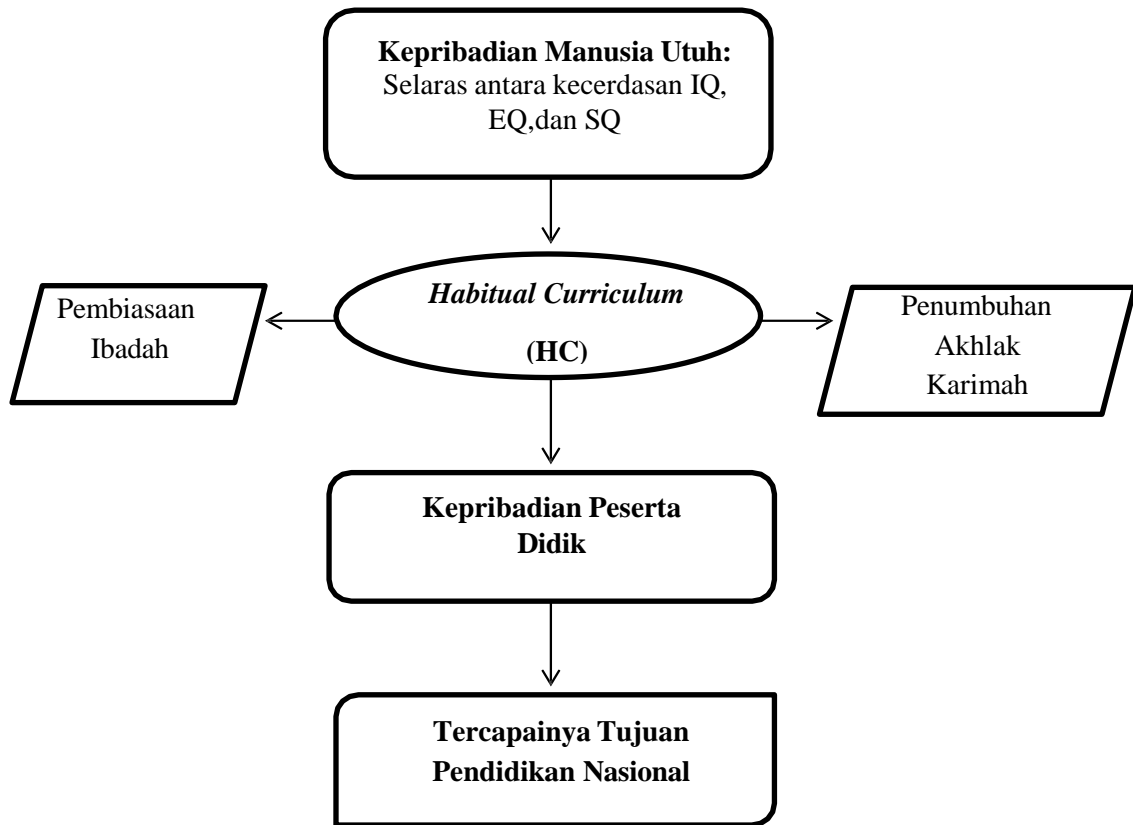 Kepribadian Manusia Utuh:
Selaras antara kecerdasan IQ,
EQ,dan SQ
Habitual Curriculum
(HC)
Pembiasaan
Ibadah
Penumbuhan
Akhlak
Karimah
Kepribadian Peserta
Didik
Tercapainya Tujuan
Pendidikan Nasional